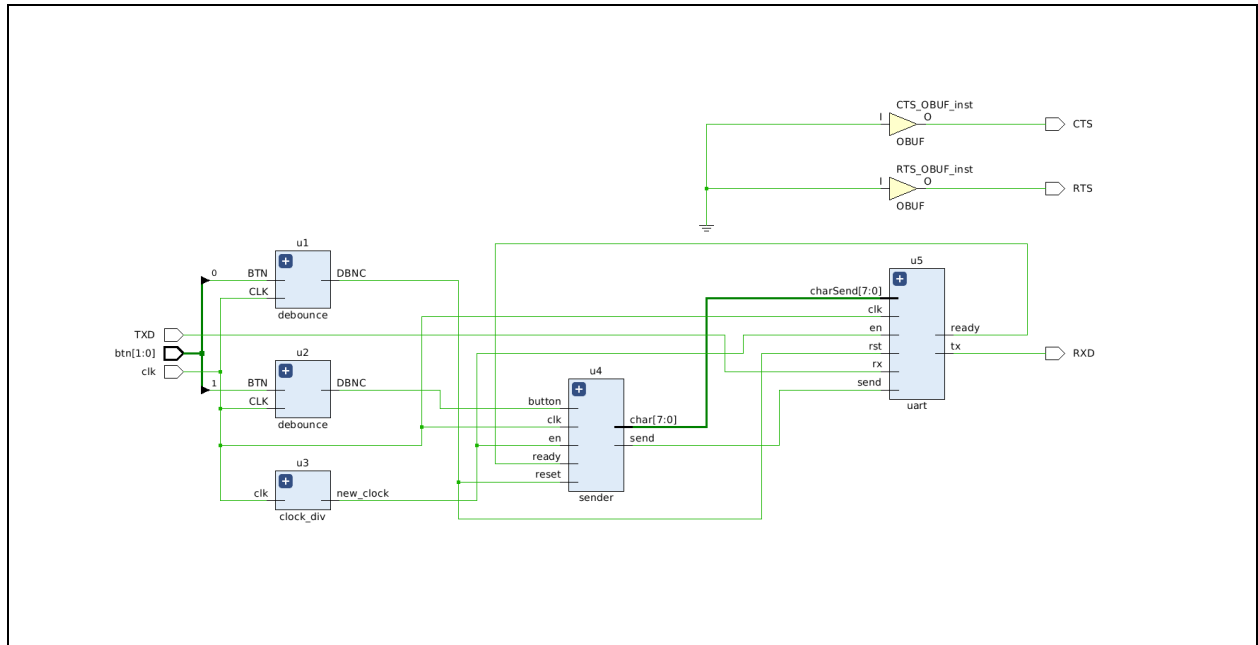 CTS_OBUF_inst
I
O
CTS
OBUF
RTS_OBUF_inst
I
O
RTS
OBUF
u1
0
BTN
DBNC
CLK
debounce
TXD
btn[1:0]
clk
u2
1
BTN
DBNC
CLK
debounce
u3
clk
new_clock
clock_div
u4
button
clk
en
ready
reset
char[7:0]
send
sender
u5
charSend[7:0]
clk
en
rst
rx
send
ready
tx
uart
RXD